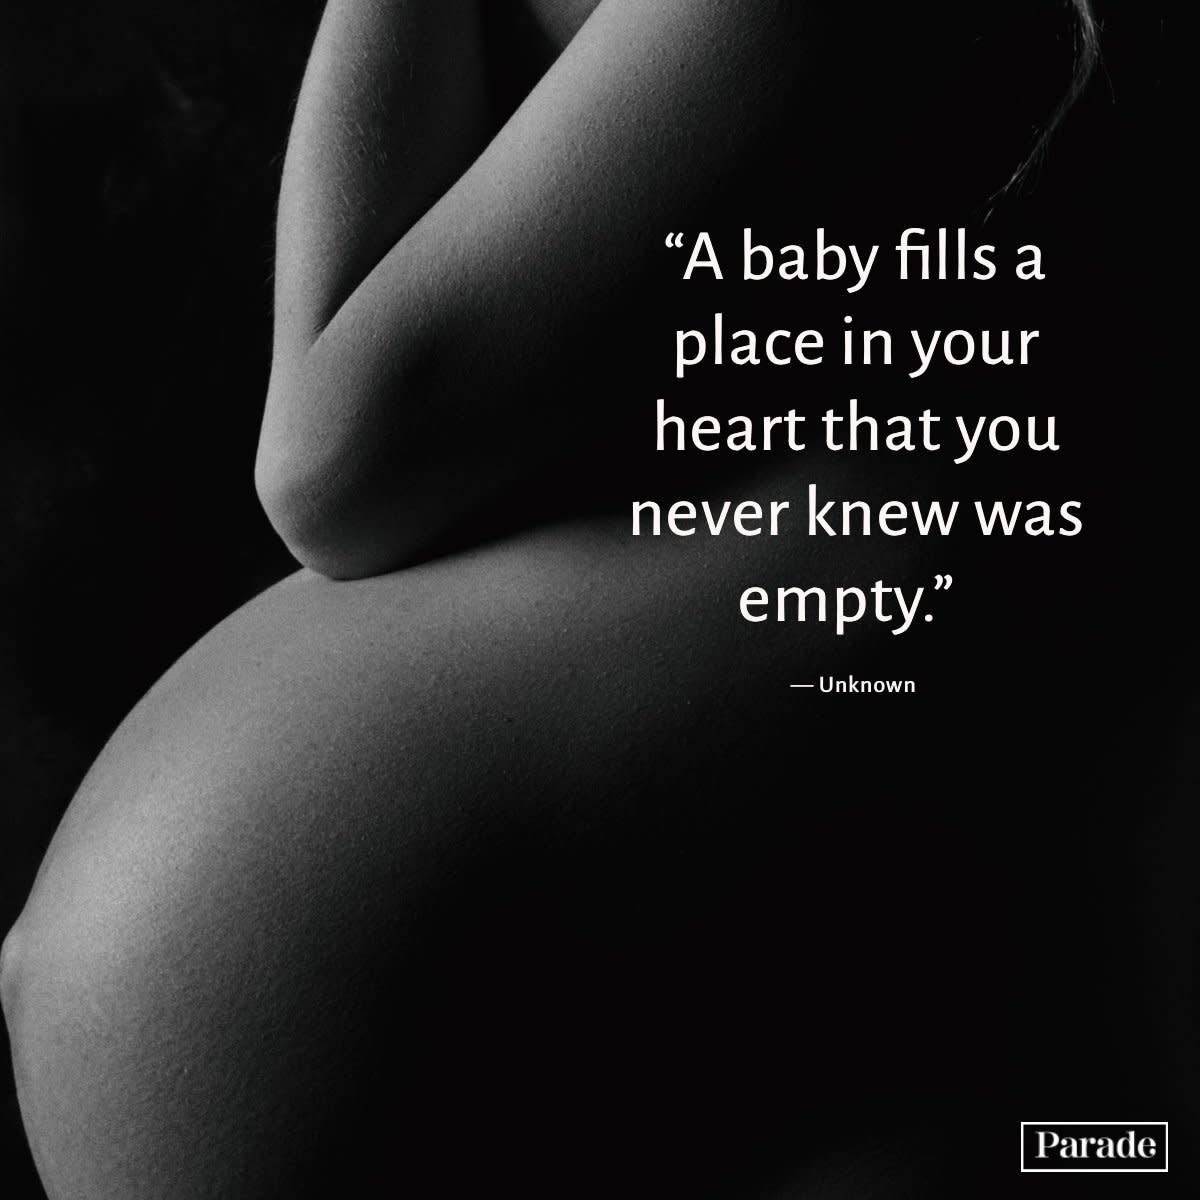 “A baby fills a
place in your
heart that you
never knew was
empty.”
— Unknown
Parade